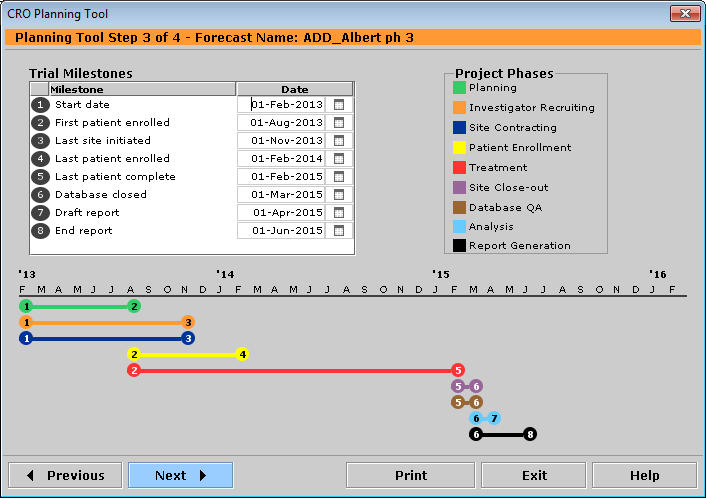 CRO Planning Tool
Planning Tool Step 3 of 4 - Forecast Name: ADD_Albert ph 3
Trial Milestones
Milestone Date
1 Start date 01-Feb-2013
2 First patient enrolled 01-Aug-2013
3 Last site initiated 01-Nov-2013
4 Last patient enrolled 01-Feb-2014
5 Last patient complete 01-Feb-2015
6 Database closed 01-Mar-2015
7 Draft report 01-Apr-2015
8 End report 01-Jun-2015
Project Phases
Planning
Investigator Recruiting
Site Contracting
Patient Enrollment
Treatment
Site Close-out
Database QA
Analysis
Report Generation
'13 '14 '15 '16
F M A M J J A S O N D J F M A M J J A S O N D J F M A M J J A S O N D J F
1 2
1 3
1 3
2 4
2 5
5 6
5 6
6 7
6 8
Previous Next Print Exit Help